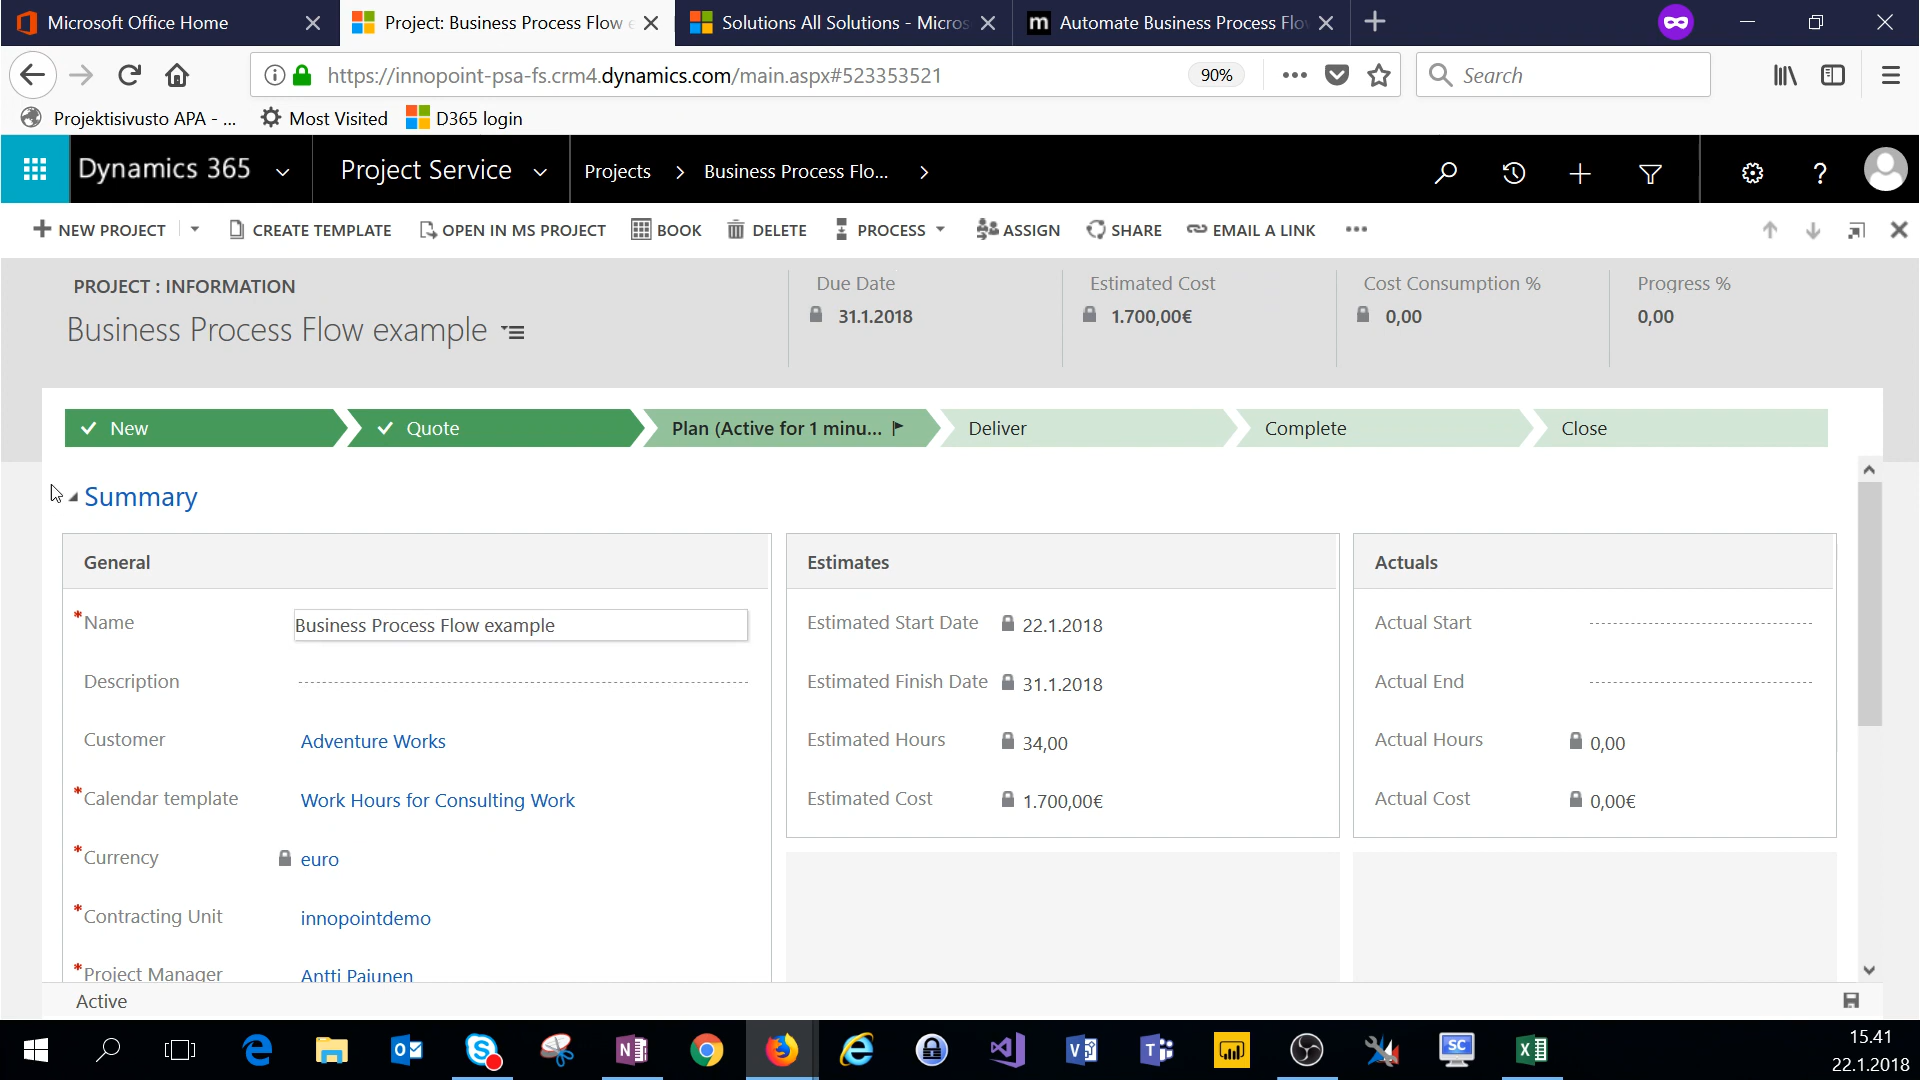 Microsoft Office Home
Project: Business Process Flow e
Solutions All Solutions - Micros
Automate Business Process Flo
https://innopoint-psa-fs.crm4.dynamics.com/main.aspx#523353521
90%
Search
Projektisivusto APA - ...
Most Visited
D365 login
Dynamics 365
Project Service
Projects
Business Process Flo...
NEW PROJECT
CREATE TEMPLATE
OPEN IN MS PROJECT
BOOK
DELETE
PROCESS
ASSIGN
SHARE
EMAIL A LINK
PROJECT : INFORMATION
Business Process Flow example
Due Date
31.1.2018
Estimated Cost
1.700,00€
Cost Consumption %
0,00
Progress %
0,00
New
Quote
Plan (Active for 1 minu...
Deliver
Complete
Close
Summary
General
*Name
Business Process Flow example
Description
Customer
Adventure Works
*Calendar template
Work Hours for Consulting Work
*Currency
euro
*Contracting Unit
innopointdemo
*Project Manager
Antti Pajunen
Estimates
Estimated Start Date
22.1.2018
Estimated Finish Date
31.1.2018
Estimated Hours
34,00
Estimated Cost
1.700,00€
Actuals
Actual Start
Actual End
Actual Hours
0,00
Actual Cost
0,00€
Active
15.41
22.1.2018